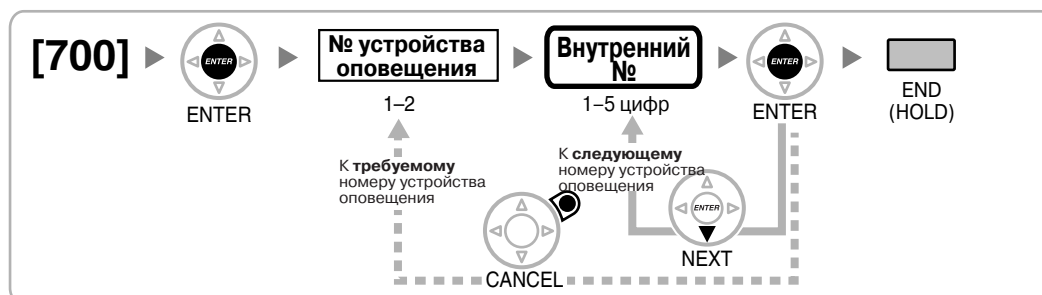 [700]
ENTER
ENTER
№ устройства
оповещения
1–2
Внутренний
№
1–5 цифр
ENTER
ENTER
END
(HOLD)
К требуемому
номеру устройства
оповещения
CANCEL
К следующему
номеру устройства
оповещения
ENTER
NEXT